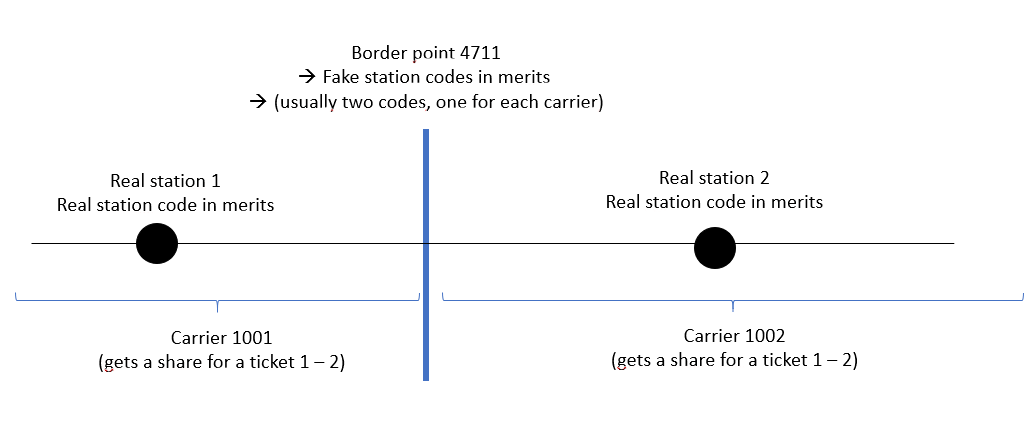 Border point 4711
→ Fake station codes in merits
→ (usually two codes, one for each carrier)
Real station 1
Real station code in merits
Real station 2
Real station code in merits
Carrier 1001
(gets a share for a ticket 1 – 2)
Carrier 1002
(gets a share for a ticket 1 – 2)